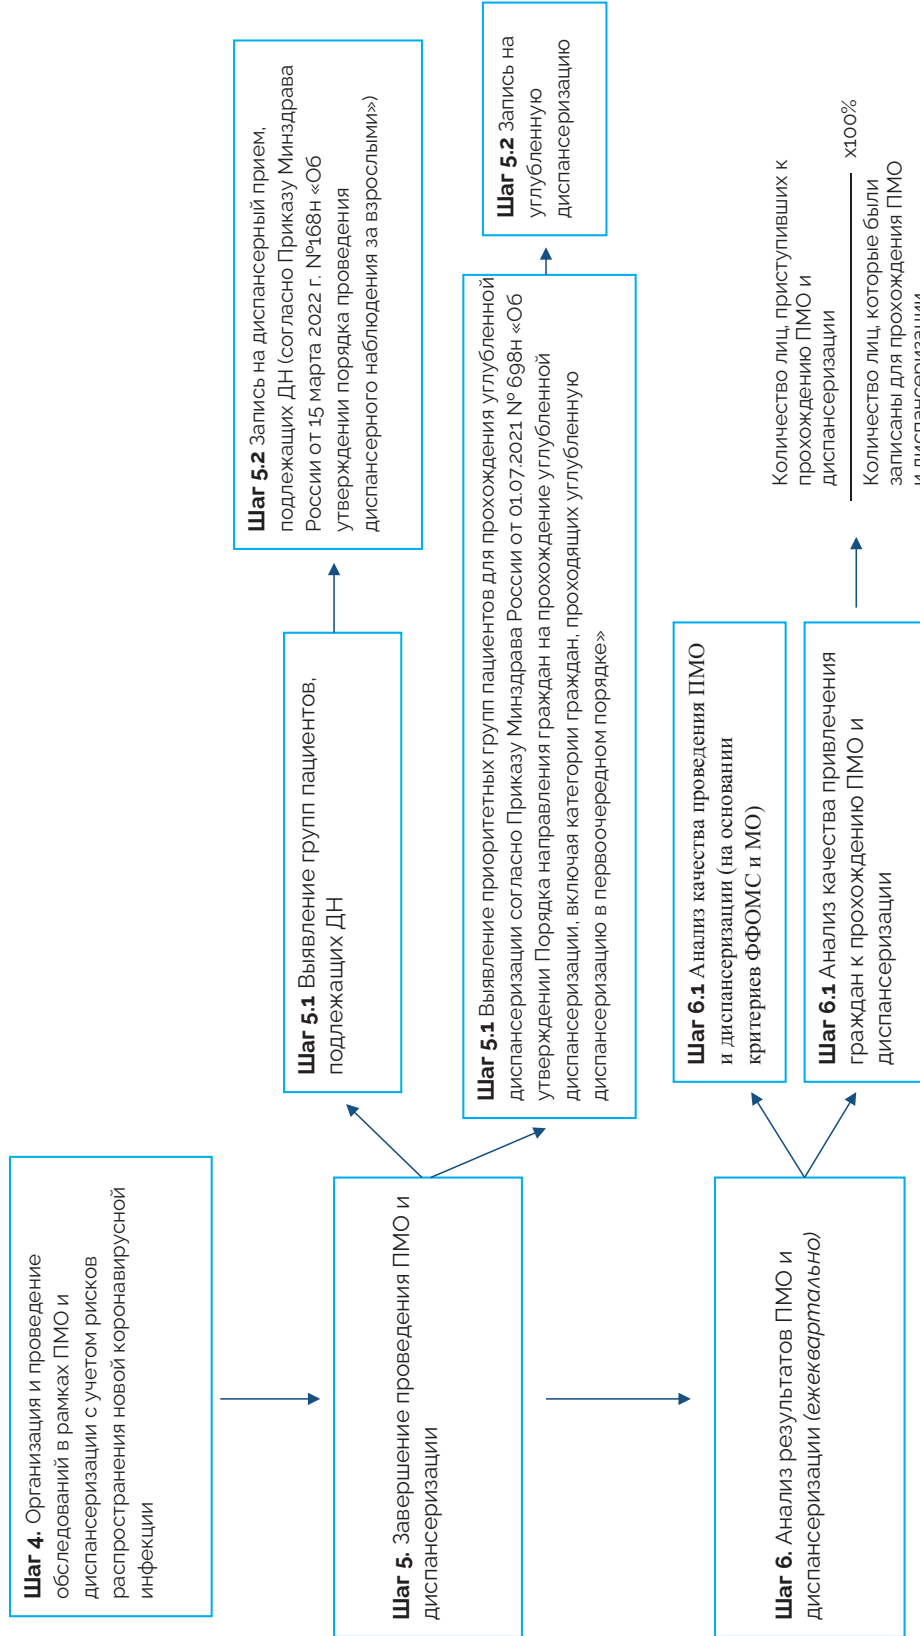 Шаг 4. Организация и проведение
обследований в рамках ПМО и
диспансеризации с учетом рисков
распространения новой коронавирусной
инфекции
Шаг 5. Завершение проведения ПМО и
диспансеризации
Шаг 5.1 Выявление групп пациентов,
подлежащих ДН
Шаг 5.2 Запись на диспансерный прием,
подлежащих ДН (согласно Приказу Минздрава
России от 15 марта 2022 г. №168н «Об
утверждении порядка проведения
диспансерного наблюдения за взрослыми»)
Шаг 5.1 Выявление приоритетных групп пациентов для прохождения углубленной
диспансеризации согласно Приказу Минздрава России от 01.07.2021 № 698н «Об
утверждении Порядка направления граждан на прохождение углубленной
диспансеризации, включая категории граждан, проходящих углубленную
диспансеризацию в первоочередном порядке»
Шаг 5.2 Запись на
углубленную
диспансеризацию
Шаг 6. Анализ результатов ПМО и
диспансеризации (ежеквартально)
Шаг 6.1 Анализ качества проведения ПМО
и диспансеризации (на основании
критериев ФФОМС и МО)
Шаг 6.1 Анализ качества привлечения
граждан к прохождению ПМО и
диспансеризации
Количество лиц, приступивших к
прохождению ПМО и
диспансеризации
х100%
Количество лиц, которые были
записаны для прохождения ПМО
и диспансеризации